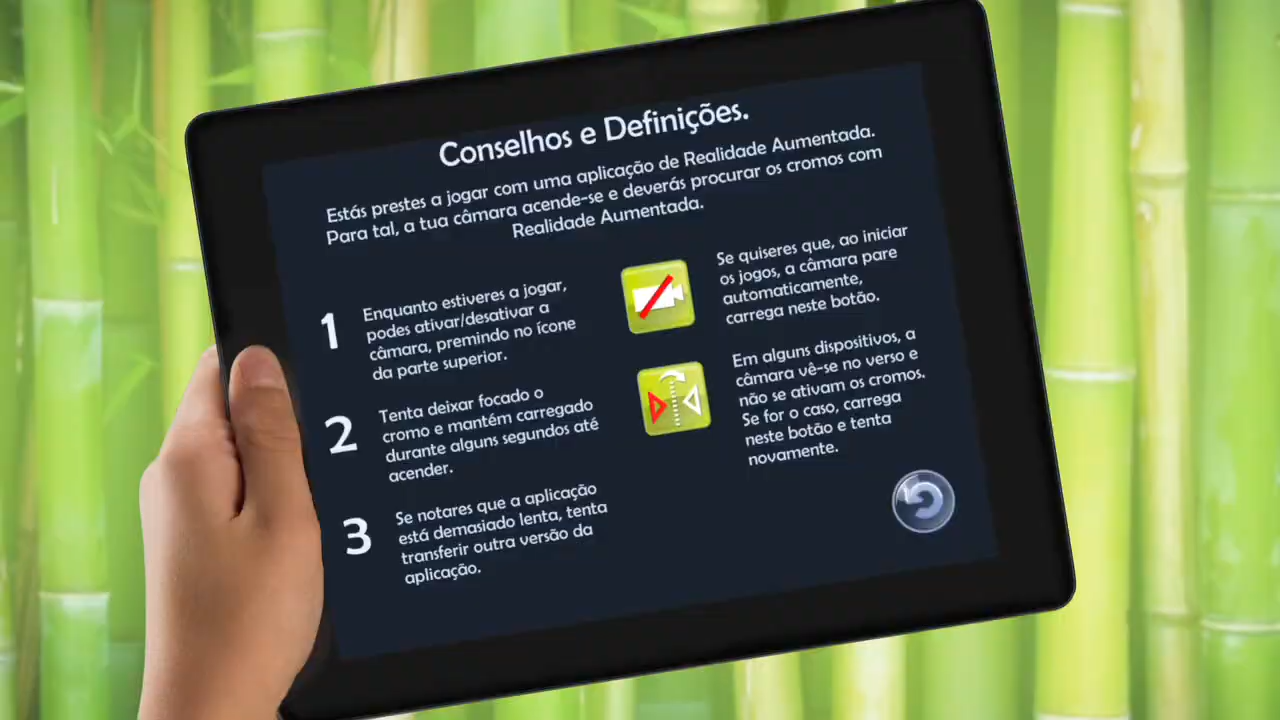 Conselhos e Definições.
Estás prestes a jogar com uma aplicação de Realidade Aumentada.
Para tal, a tua câmara acende-se e deverás procurar os cromos com
Realidade Aumentada.
1
Enquanto estiveres a jogar,
podes ativar/desativar a
câmara, premindo no ícone
da parte superior.
2
Tenta deixar focado o
cromo e mantém carregado
durante alguns segundos até
acender.
3
Se notares que a aplicação
está demasiado lenta, tenta
transferir outra versão da
aplicação.
Se quiseres que, ao iniciar
os jogos, a câmara pare
automaticamente,
carrega neste botão.
Em alguns dispositivos, a
câmara vê-se no verso e
não se ativam os cromos.
Se for o caso, carrega
neste botão e tenta
novamente.